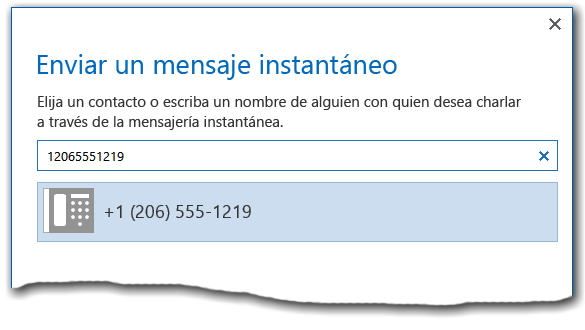 Enviar un mensaje instantáneo
Elija un contacto o escriba un nombre de alguien con quien desea charlar
a través de la mensajería instantánea.
12065551219
+1 (206) 555-1219